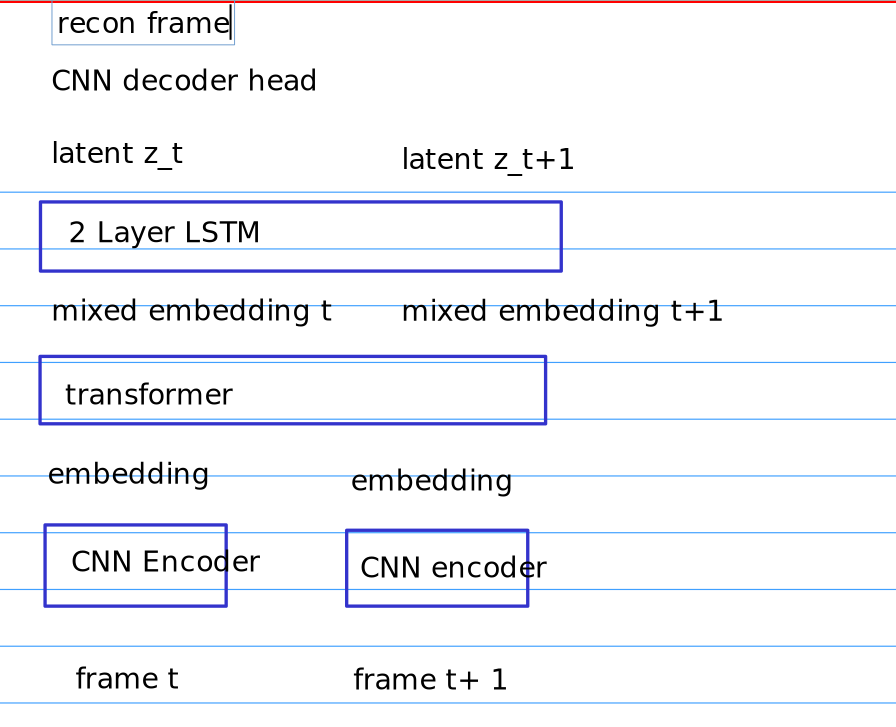 recon frame
CNN decoder head
latent z_t
latent z_t+1
2 Layer LSTM
mixed embedding t
mixed embedding t+1
transformer
embedding
embedding
CNN Encoder
CNN encoder
frame t
frame t+ 1